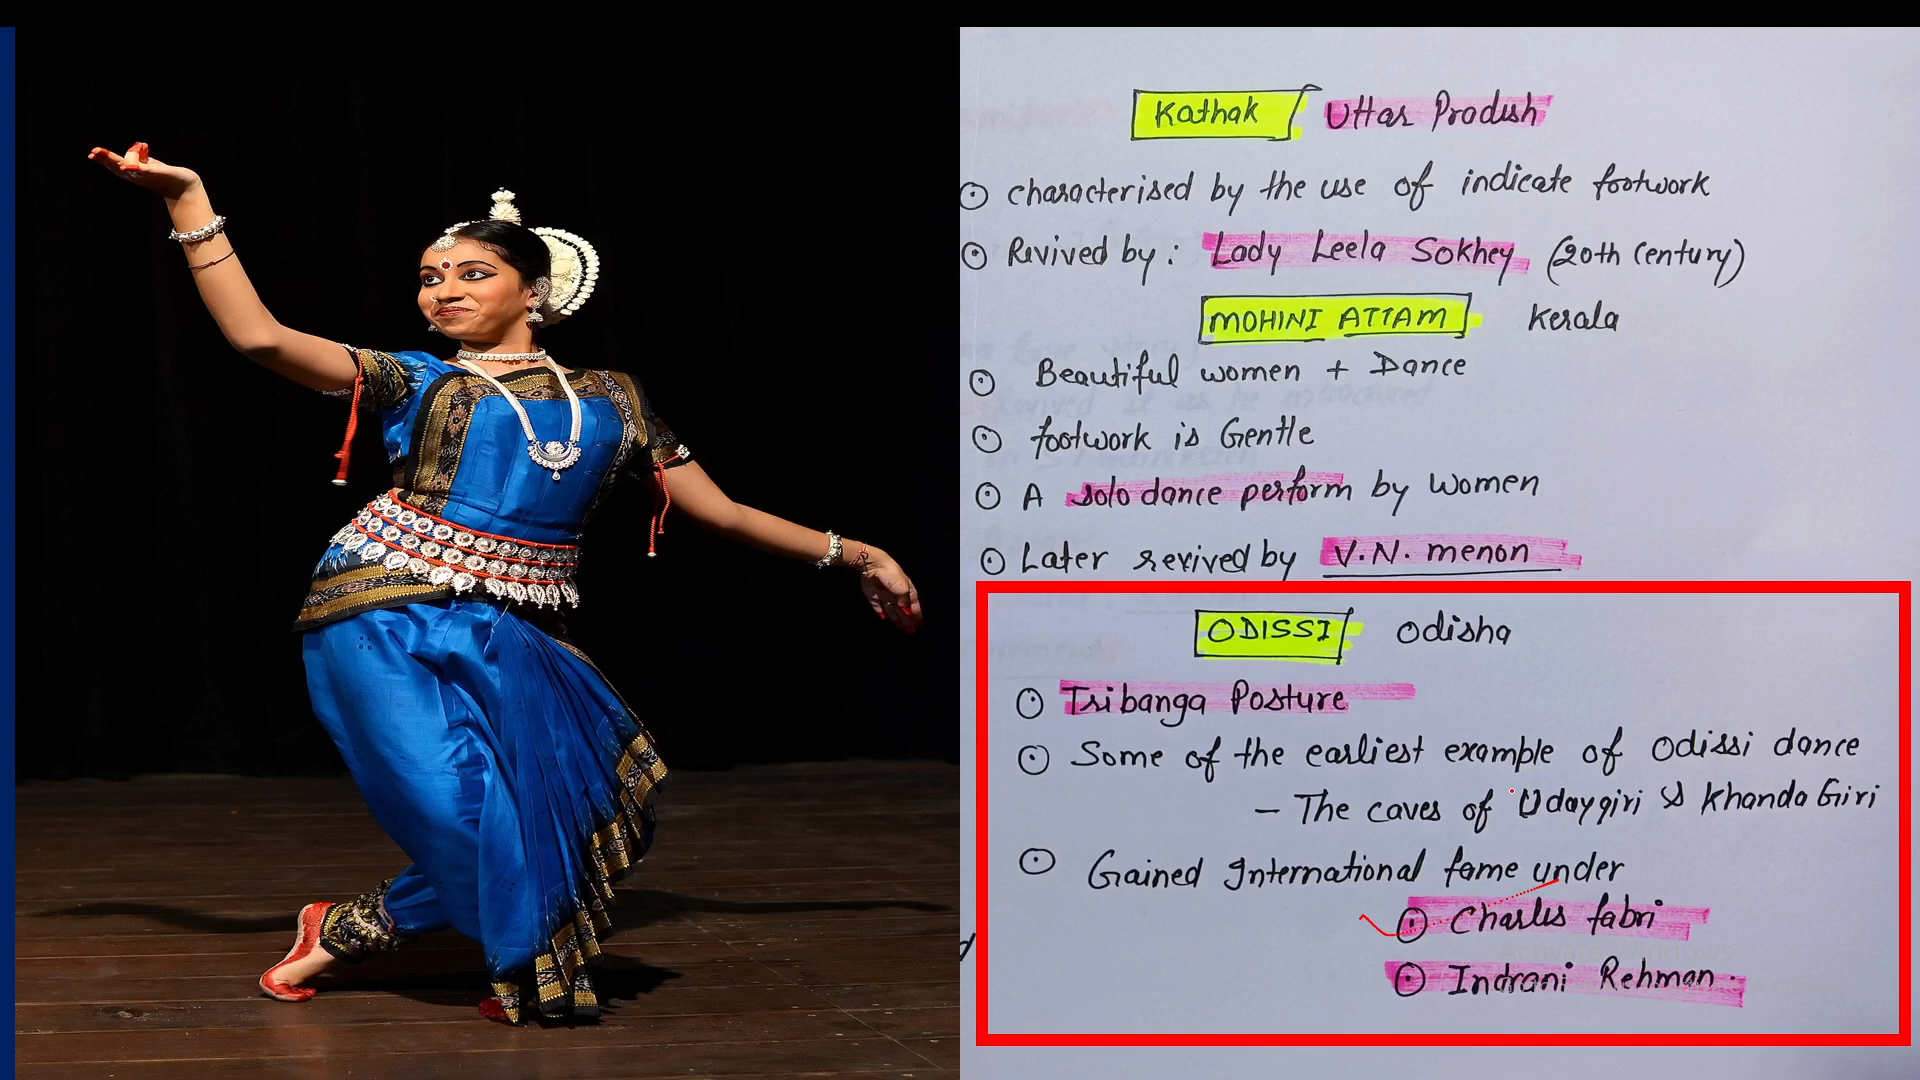 Kathak Uttar Pradesh
characterised by the use of indicate footwork
Revived by : Lady Leela Sokhey (20th Century)
MOHINI ATTAM Kerala
Beautiful women + Dance
footwork is Gentle
A solo dance perform by women
Later revived by V.N. menon
ODISSI Odisha
Tribanga Posture
Some of the earliest example of Odissi dance
- The caves of Udaygiri & Khanda Giri
Gained International fame under
Charles fabri
Indrani Rehman.